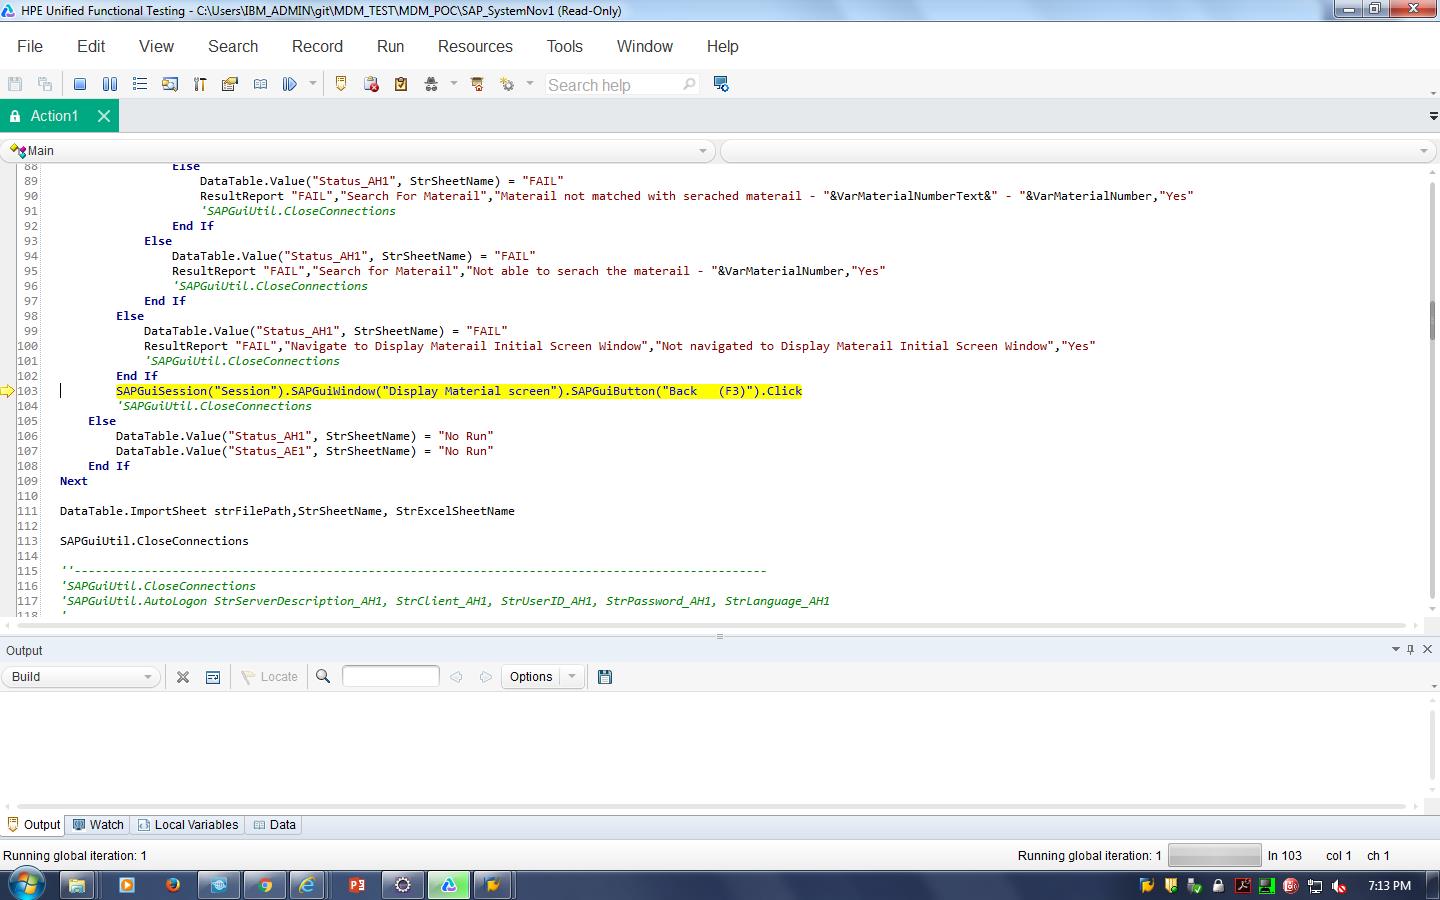 HPE Unified Functional Testing - C:\Users\IBM_ADMIN\git\MDM_TEST\MDM_POC\SAP_SystemNov1 (Read-Only)
File Edit View Search Record Run Resources Tools Window Help
Search help
Action1
Main
88 Else
89 DataTable.Value("Status_AH1", StrSheetName) = "FAIL"
90 ResultReport "FAIL","Search For Materail","Materail not matched with serached materail - "&VarMaterialNumberText&" - "&VarMaterialNumber,"Yes"
91 'SAPGuiUtil.CloseConnections
92 End If
93 Else
94 DataTable.Value("Status_AH1", StrSheetName) = "FAIL"
95 ResultReport "FAIL","Search for Materail","Not able to serach the materail - "&VarMaterialNumber,"Yes"
96 'SAPGuiUtil.CloseConnections
97 End If
98 Else
99 DataTable.Value("Status_AH1", StrSheetName) = "FAIL"
100 ResultReport "FAIL","Navigate to Display Materail Initial Screen Window","Not navigated to Display Materail Initial Screen Window","Yes"
101 'SAPGuiUtil.CloseConnections
102 End If
103 SAPGuiSession("Session").SAPGuiWindow("Display Material screen").SAPGuiButton("Back   (F3)").Click
104 'SAPGuiUtil.CloseConnections
105 Else
106 DataTable.Value("Status_AH1", StrSheetName) = "No Run"
107 DataTable.Value("Status_AE1", StrSheetName) = "No Run"
108 End If
109 Next
110
111 DataTable.ImportSheet strFilePath,StrSheetName, StrExcelSheetName
112
113 SAPGuiUtil.CloseConnections
114
115 ''---------------------------------------------------------------------------------------------------
116 'SAPGuiUtil.CloseConnections
117 'SAPGuiUtil.AutoLogon StrServerDescription_AH1, StrClient_AH1, StrUserID_AH1, StrPassword_AH1, StrLanguage_AH1
118 '
Output
Build Locate Options
Output Watch Local Variables Data
Running global iteration: 1 Running global iteration: 1 ln 103 col 1 ch 1
7:13 PM